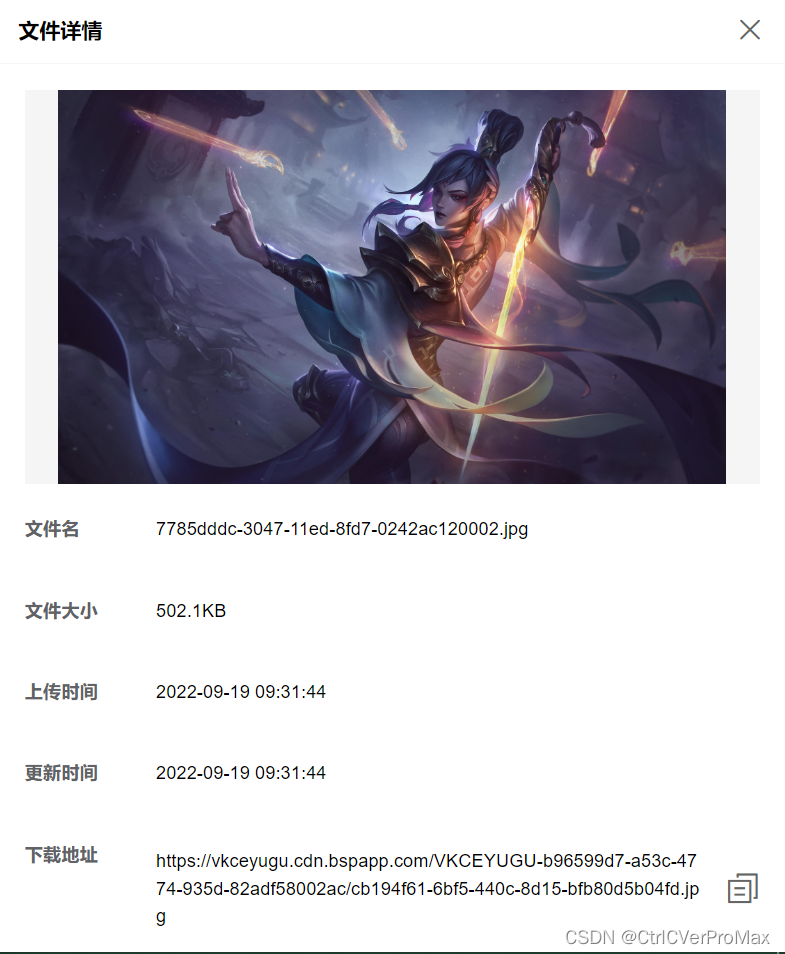 文件详情
文件名
7785dddc-3047-11ed-8fd7-0242ac120002.jpg
文件大小
502.1KB
上传时间
2022-09-19 09:31:44
更新时间
2022-09-19 09:31:44
下载地址
https://vkceyugu.cdn.bspapp.com/VKCEYUGU-b96599d7-a53c-47
74-935d-82adf58002ac/cb194f61-6bf5-440c-8d15-bfb80d5b04fd.jp
g
CSDN @CtrlCVerProMax